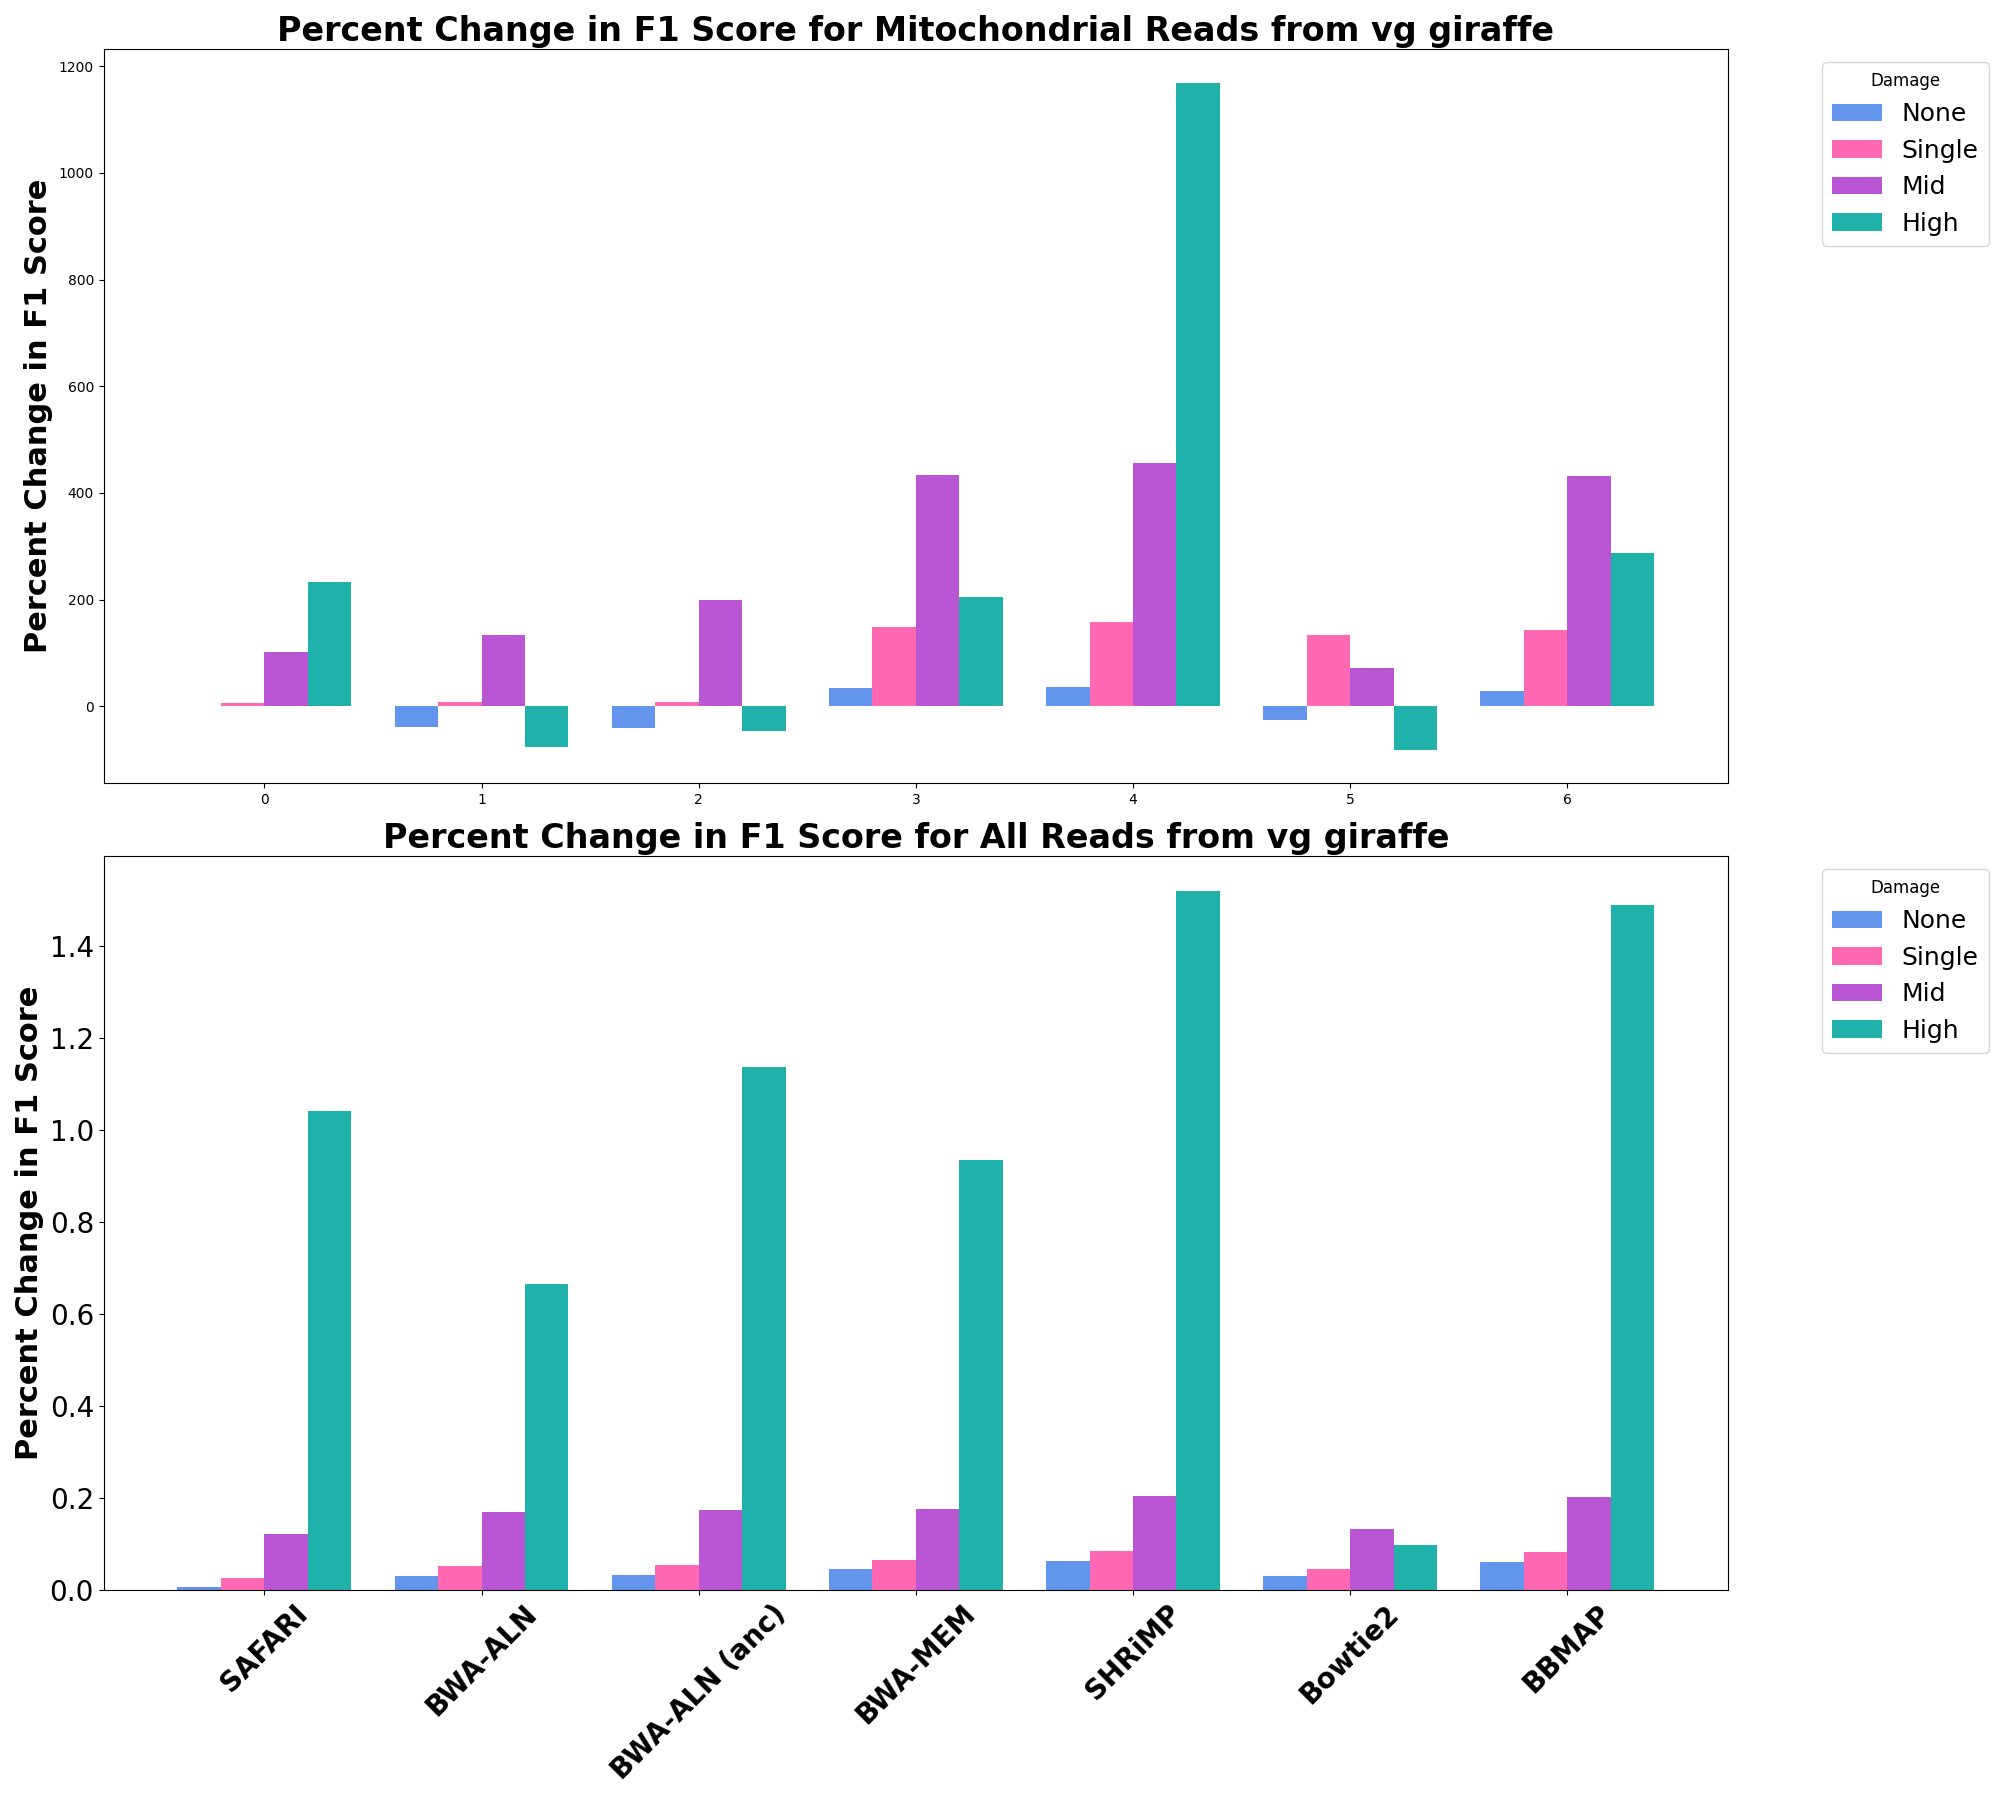 Percent Change in F1 Score for Mitochondrial Reads from vg giraffe
Percent Change in F1 Score
1200
1000
800
600
400
200
0
0 1 2 3 4 5 6
Damage
None
Single
Mid
High
Percent Change in F1 Score for All Reads from vg giraffe
Percent Change in F1 Score
1.4
1.2
1.0
0.8
0.6
0.4
0.2
0.0
SAFARI BWA-ALN BWA-ALN (anc) BWA-MEM SHRiMP Bowtie2 BBMAP
Damage
None
Single
Mid
High